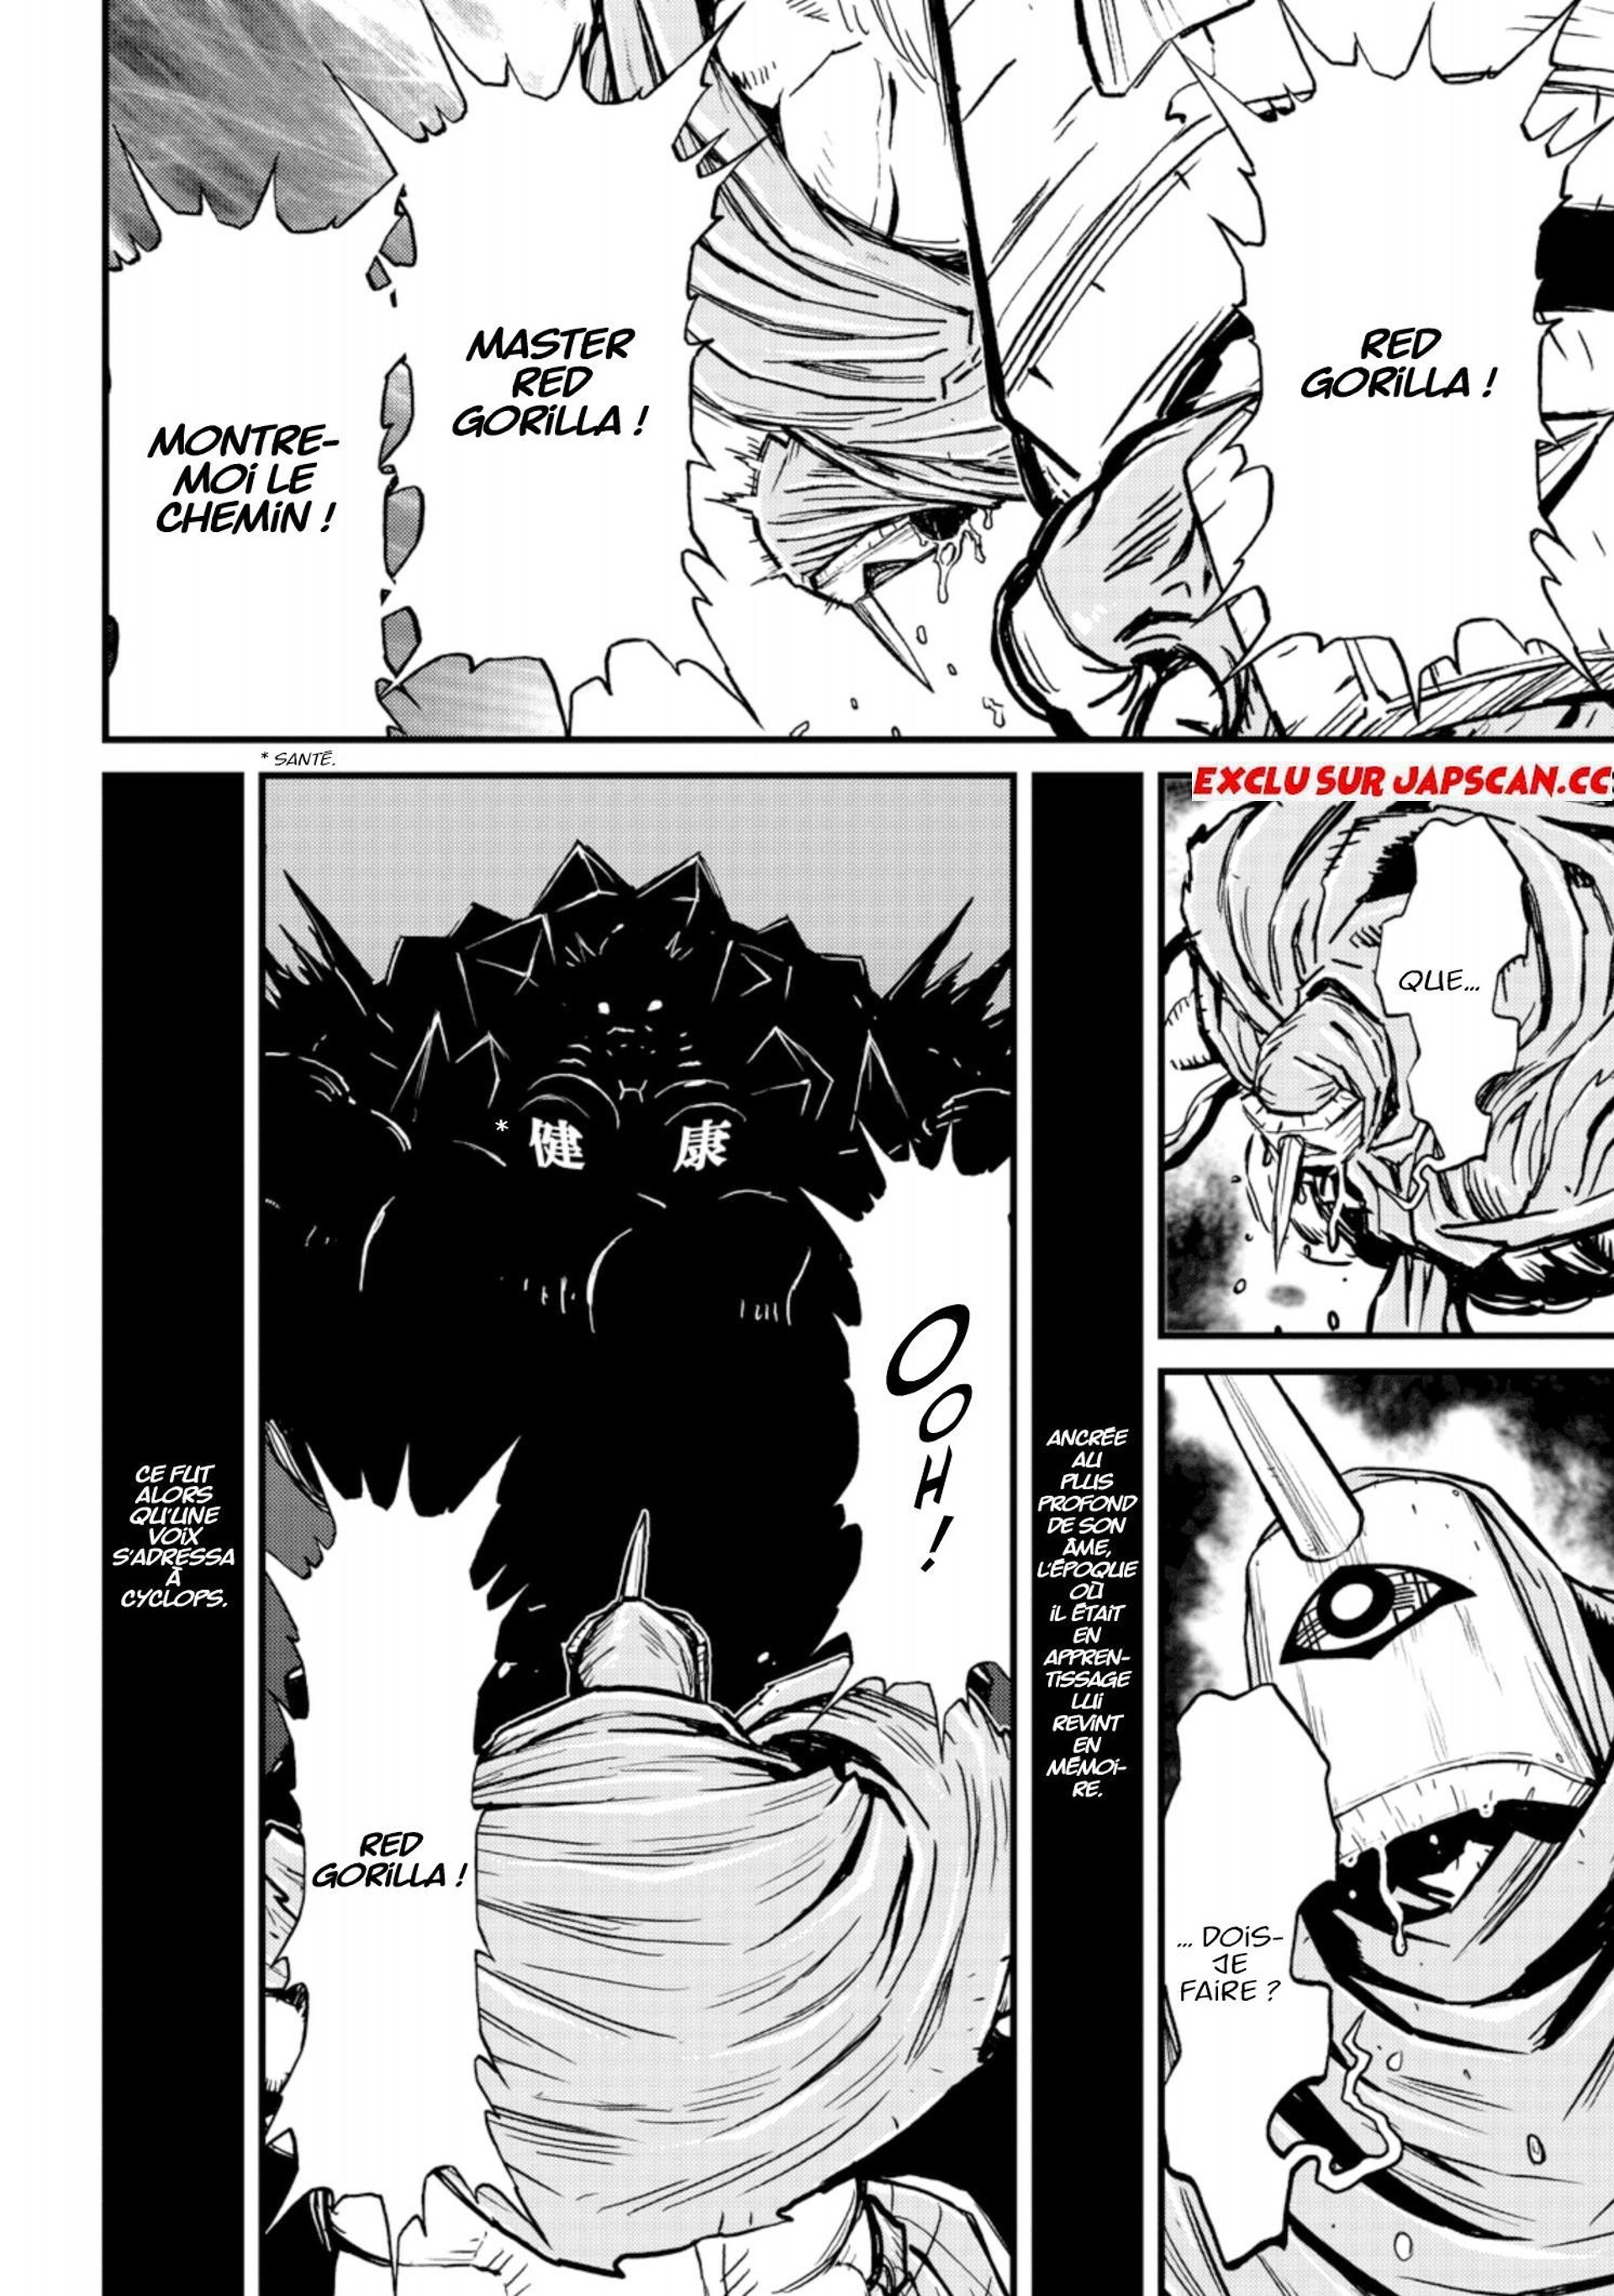 RED
GORILLA !
MASTER
RED
GORILLA !
MONTRE-
MOI LE
CHEMIN !
EXCLU SUR JAPSCAN.CC
QUE...
... DOIS-
JE
FAIRE ?
ANCRÉE
AU
PLUS
PROFOND
DE SON
ÂME,
L'ÉPOQUE
OÙ
IL ÉTAIT
EN
APPREN-
TISSAGE
LUI
REVINT
EN
MÉMOI-
RE.
* SANTÉ.
* 健 康
OOH !
RED
GORILLA !
CE FUT
ALORS
QU'UNE
VOIX
S'ADRESSA
À
CYCLOPS.